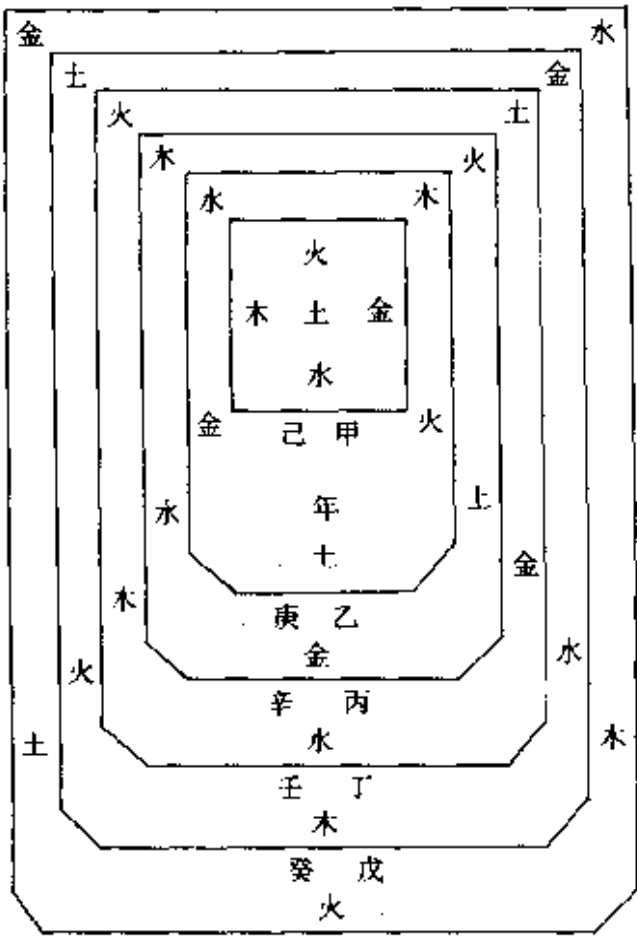 金 水
土 金
火 土
木 火
水 木
火
木 土 金
水
金 己 甲 火
水 年 土
十
木 金
庚 乙
金
火 水
辛 丙
水
土 木
壬 丁
木
癸 戊
火